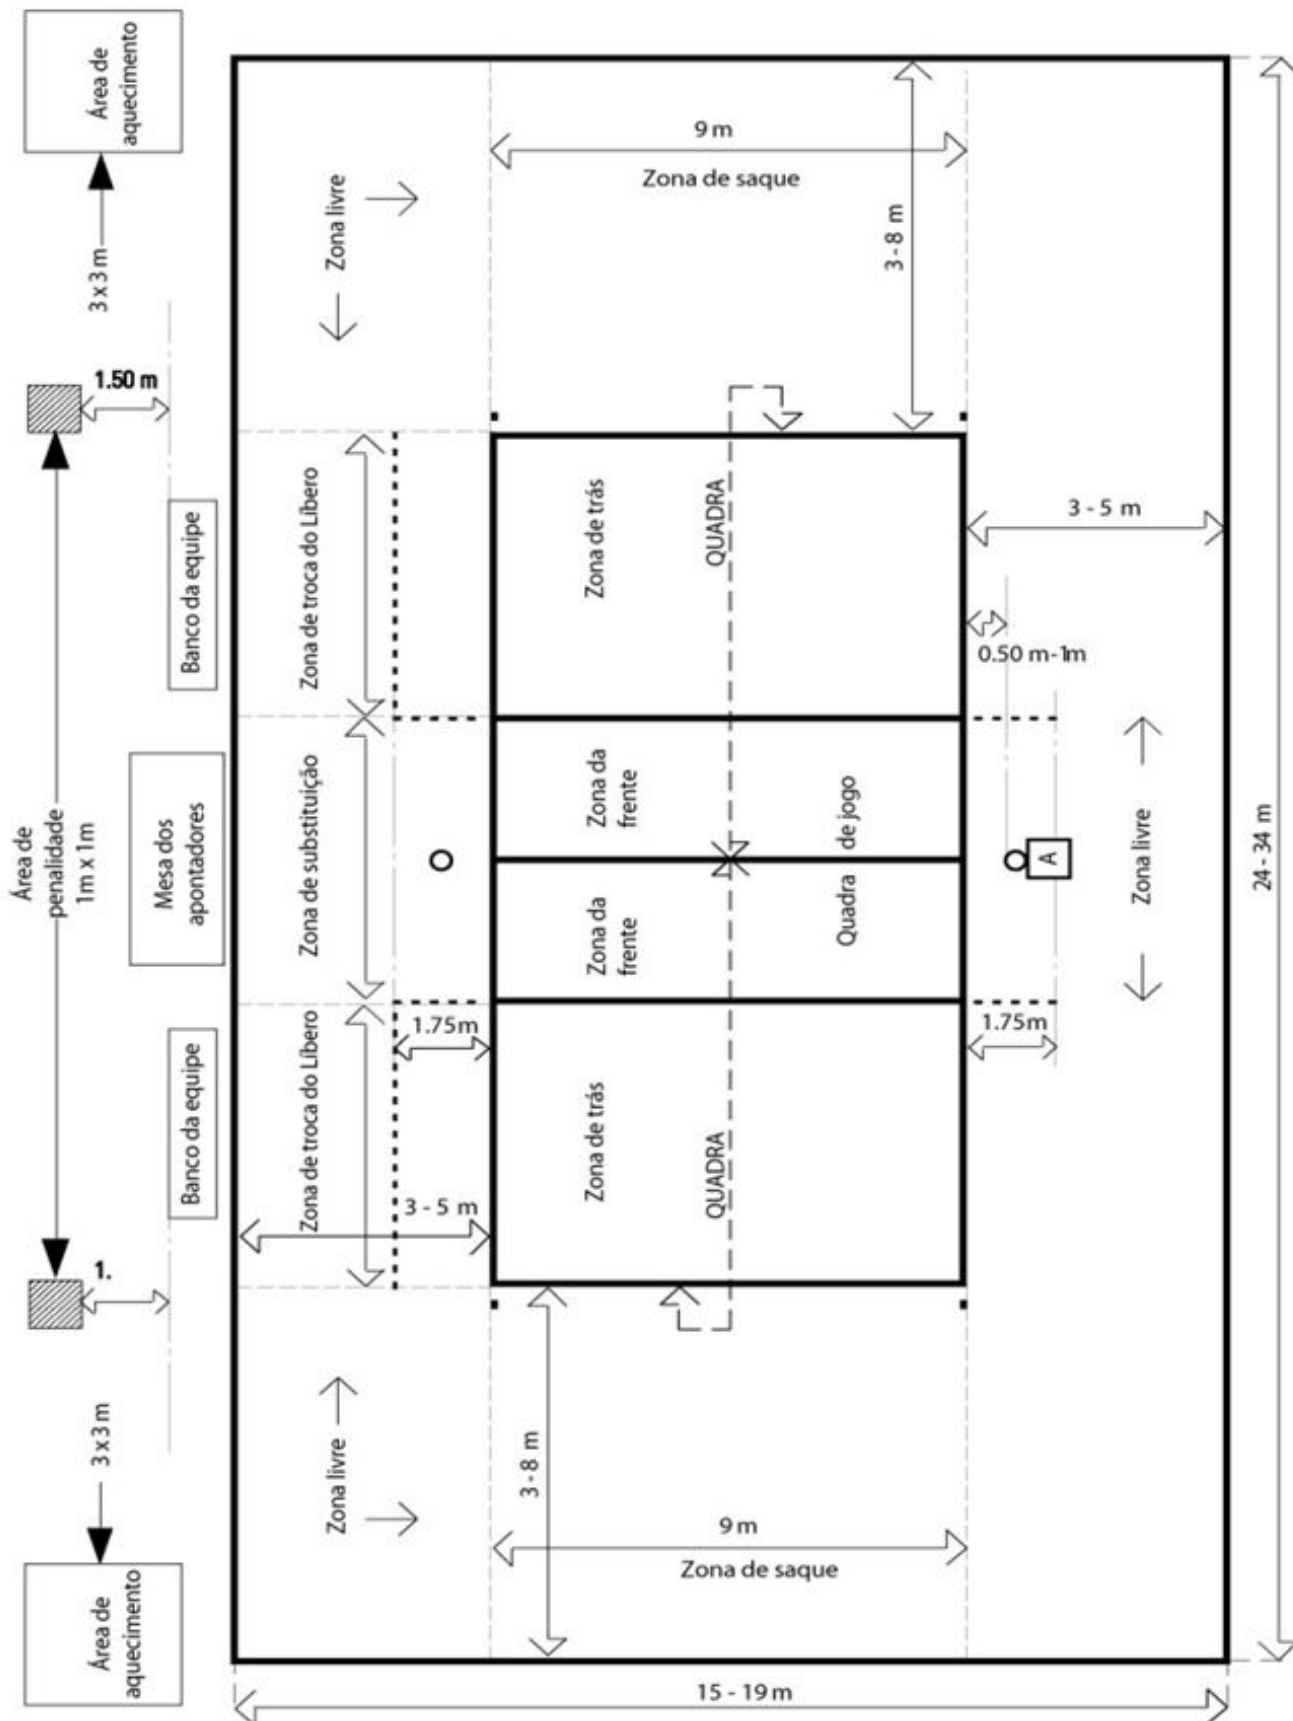 Área de
aquecimento
3 x 3 m
1.50 m
Área de
penalidade
1m x 1m
1.
3 x 3 m
Área de
aquecimento
Banco da equipe
Mesa dos
apontadores
Banco da equipe
Zona livre
Zona de troca do Líbero
Zona de substituição
Zona de troca do Líbero
1.75m
3 - 5 m
Zona livre
9 m
Zona de saque
3 - 8 m
Zona de trás
QUADRA
Zona da
frente
de jogo
Zona da
frente
Quadra
Zona de trás
QUADRA
3 - 8 m
9 m
Zona de saque
3 - 5 m
0.50 m-1m
A
Zona livre
1.75m
24 - 34 m
15 - 19 m